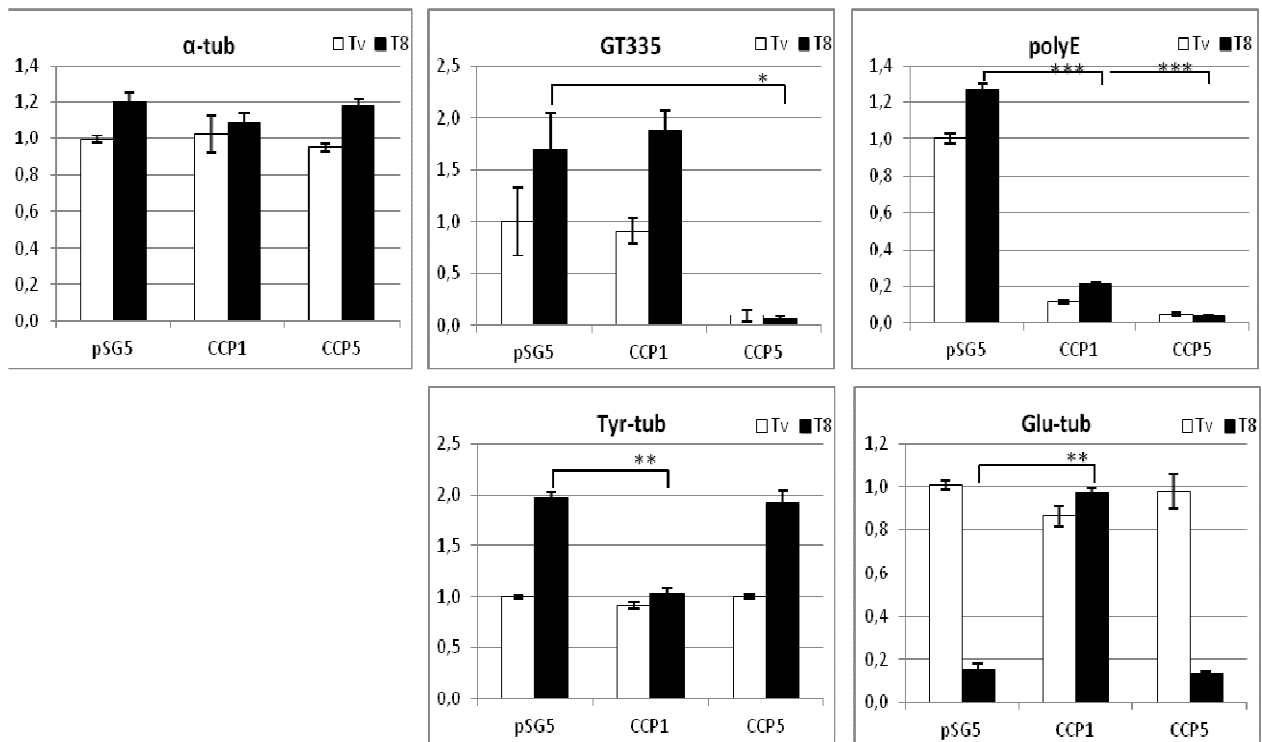 α-tub
Tv T8
1,4
1,2
1,0
0,8
0,6
0,4
0,2
0,0
pSG5 CCP1 CCP5
GT335
Tv T8
2,5
2,0
1,5
1,0
0,5
0,0
*
pSG5 CCP1 CCP5
polyE
Tv T8
1,4
1,2
1,0
0,8
0,6
0,4
0,2
0,0
*** ***
pSG5 CCP1 CCP5
Tyr-tub
Tv T8
2,5
2,0
1,5
1,0
0,5
0,0
**
pSG5 CCP1 CCP5
Glu-tub
Tv T8
1,2
1,0
0,8
0,6
0,4
0,2
0,0
**
pSG5 CCP1 CCP5